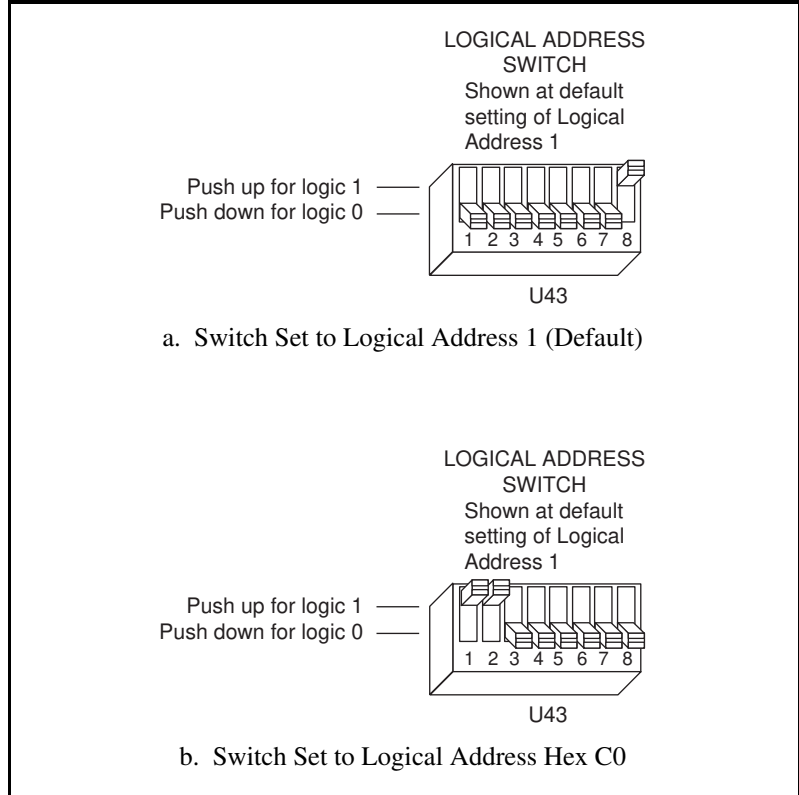 LOGICAL ADDRESS
SWITCH
Shown at default
setting of Logical
Address 1
Push up for logic 1
Push down for logic 0
1 2 3 4 5 6 7 8
U43
a. Switch Set to Logical Address 1 (Default)
LOGICAL ADDRESS
SWITCH
Shown at default
setting of Logical
Address 1
Push up for logic 1
Push down for logic 0
1 2 3 4 5 6 7 8
U43
b. Switch Set to Logical Address Hex C0